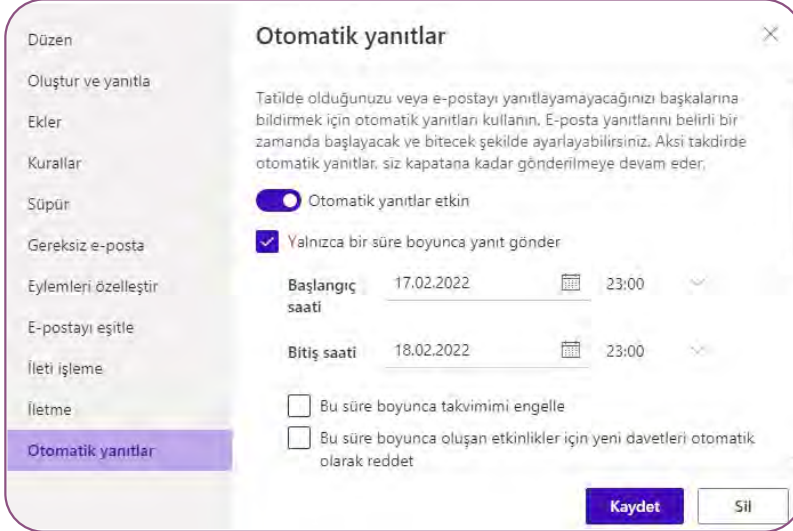 Düzen
Oluştur ve yanıtla
Ekler
Kurallar
Süpür
Gereksiz e-posta
Eylemleri özelleştir
E-postayı eşitle
İleti işleme
İletme
Otomatik yanıtlar
Otomatik yanıtlar
Tatilde olduğunuzu veya e-postayı yanıtlayamayacağınızı başkalarına
bildirmek için otomatik yanıtları kullanın. E-posta yanıtlarını belirli bir
zamanda başlayacak ve bitecek şekilde ayarlayabilirsiniz. Aksi takdirde
otomatik yanıtlar, siz kapatana kadar gönderilmeye devam eder.
Otomatik yanıtlar etkin
Yalnızca bir süre boyunca yanıt gönder
Başlangıç saati 17.02.2022 23:00
Bitiş saati 18.02.2022 23:00
Bu süre boyunca takvimimi engelle
Bu süre boyunca oluşan etkinlikler için yeni davetleri otomatik
olarak reddet
Kaydet Sil